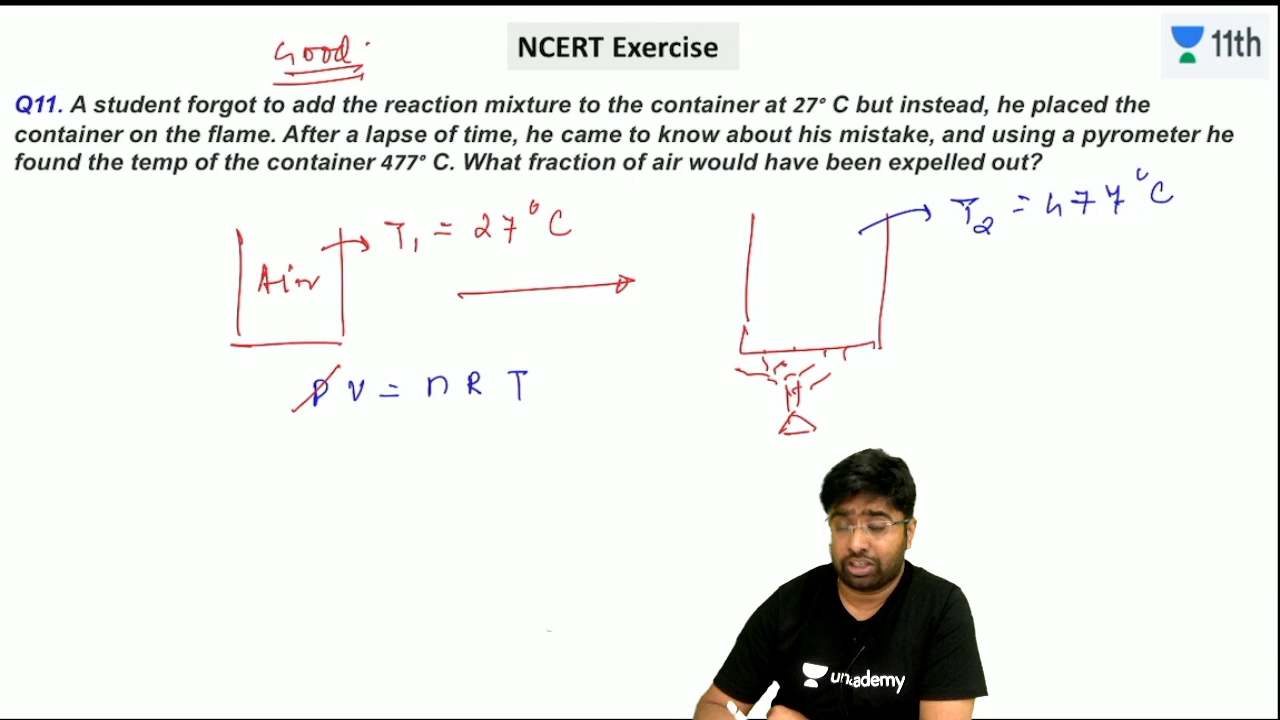 Good.
NCERT Exercise
11th
Q11. A student forgot to add the reaction mixture to the container at 27° C but instead, he placed the
container on the flame. After a lapse of time, he came to know about his mistake, and using a pyrometer he
found the temp of the container 477° C. What fraction of air would have been expelled out?
T₁ = 27°C
T₂ = 477°C
Air
PV = nRT
unacademy